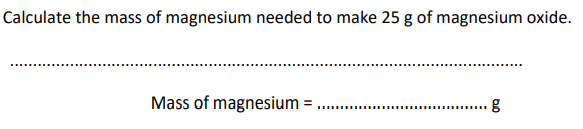 Calculate the mass of magnesium needed to make 25 g of magnesium oxide.
................................................................................................................
Mass of magnesium = ..................................... g